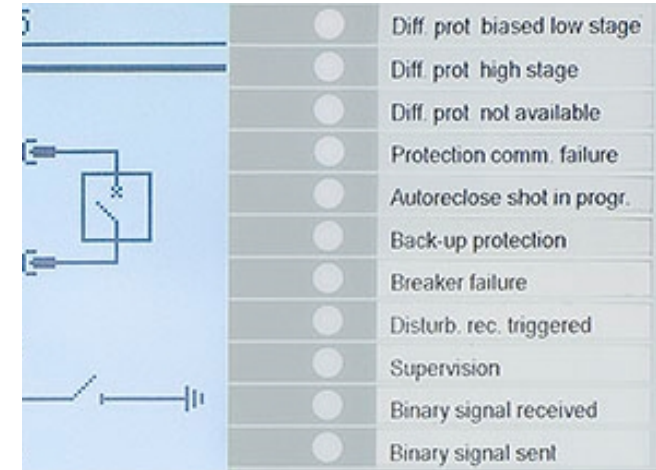 Diff. prot biased low stage
Diff. prot high stage
Diff. prot not available
Protection comm. failure
Autoreclose shot in progr.
Back-up protection
Breaker failure
Disturb. rec. triggered
Supervision
Binary signal received
Binary signal sent